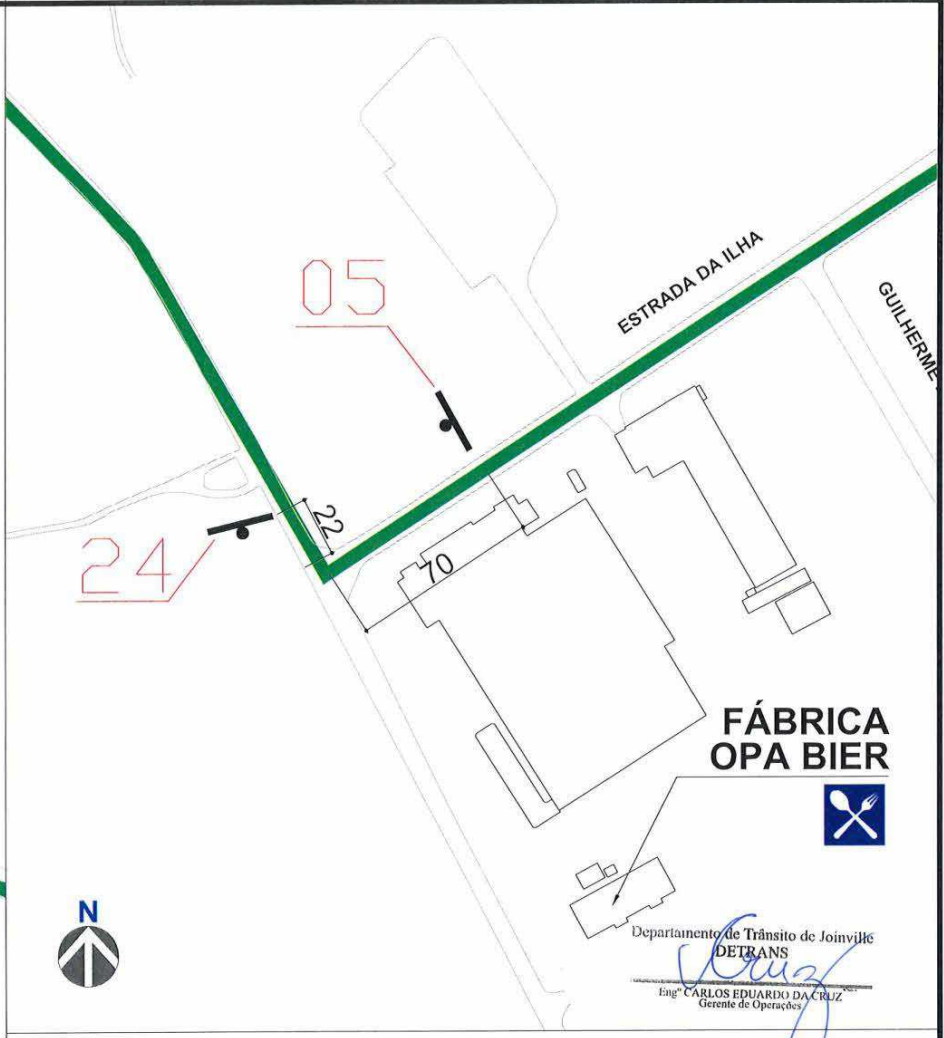 05
ESTRADA DA ILHA
GUILHERME
22
24
70
FÁBRICA
OPA BIER
N
Departamento de Trânsito de Joinville
DETRANS
Cruz
Engº CARLOS EDUARDO DA CRUZ
Gerente de Operações